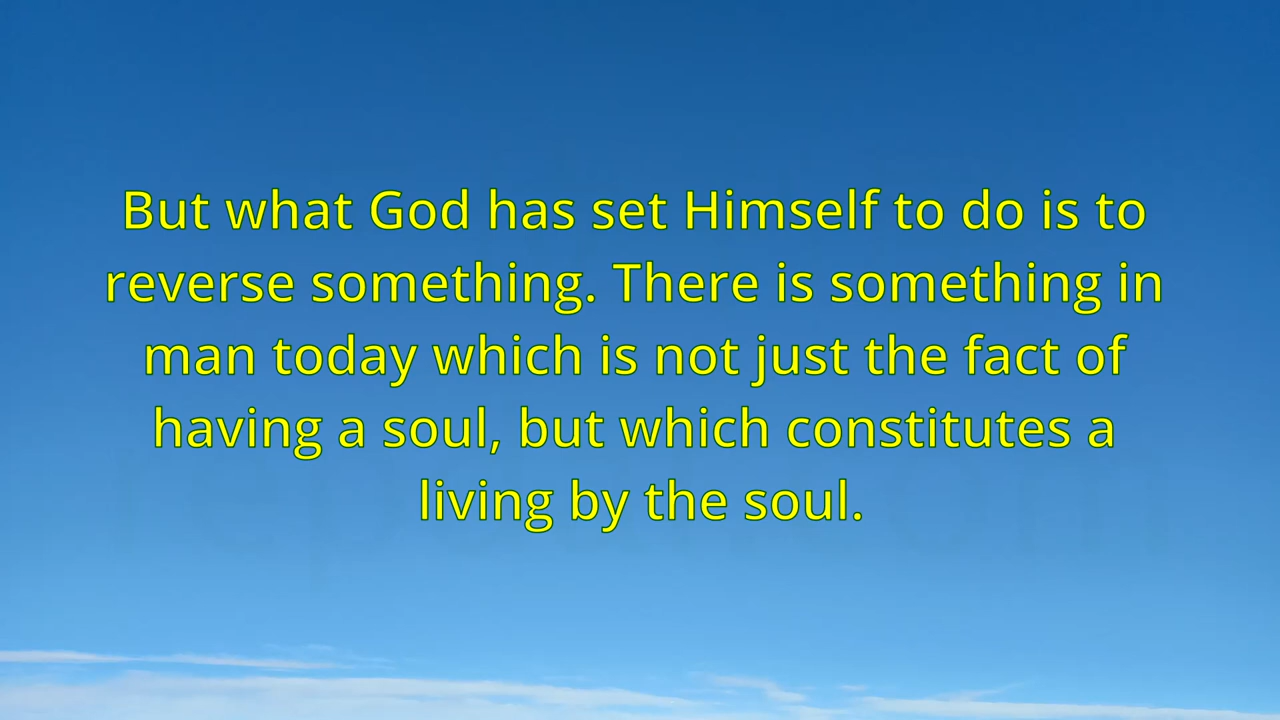 But what God has set Himself to do is to
reverse something. There is something in
man today which is not just the fact of
having a soul, but which constitutes a
living by the soul.